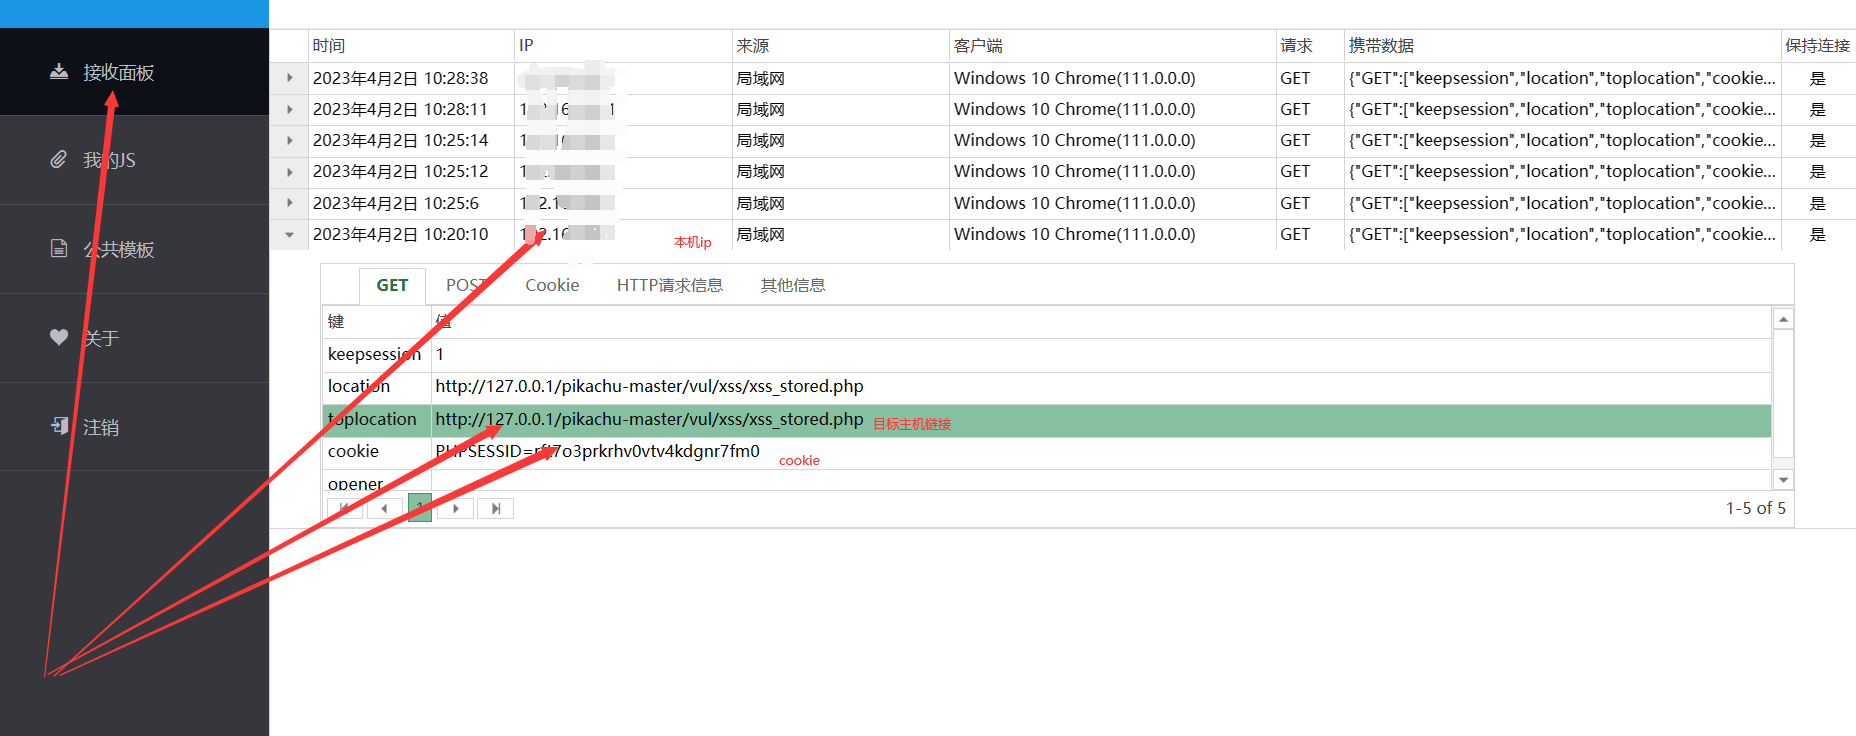 接收面板
我的JS
公共模板
关于
注销
时间 IP 来源 客户端 请求 携带数据 保持连接
2023年4月2日 10:28:38 局域网 Windows 10 Chrome(111.0.0.0) GET {"GET":["keepsession","location","toplocation","cookie... 是
2023年4月2日 10:28:11 局域网 Windows 10 Chrome(111.0.0.0) GET {"GET":["keepsession","location","toplocation","cookie... 是
2023年4月2日 10:25:14 局域网 Windows 10 Chrome(111.0.0.0) GET {"GET":["keepsession","location","toplocation","cookie... 是
2023年4月2日 10:25:12 局域网 Windows 10 Chrome(111.0.0.0) GET {"GET":["keepsession","location","toplocation","cookie... 是
2023年4月2日 10:25:6 局域网 Windows 10 Chrome(111.0.0.0) GET {"GET":["keepsession","location","toplocation","cookie... 是
2023年4月2日 10:20:10 本机ip 局域网 Windows 10 Chrome(111.0.0.0) GET {"GET":["keepsession","location","toplocation","cookie... 是
GET POST Cookie HTTP请求信息 其他信息
键 值
keepsession 1
location http://127.0.0.1/pikachu-master/vul/xss/xss_stored.php
toplocation http://127.0.0.1/pikachu-master/vul/xss/xss_stored.php 目标主机链接
cookie cookie
opener
1 1-5 of 5